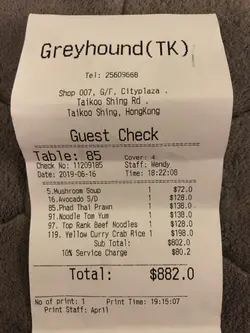 Greyhound(TK)
Tel: 25609668
Shop 007, G/F, Cityplaza .
Taikoo Shing Rd .
Taikoo Shing, HongKong
Guest Check
Table: 85 Cover: 4
Check No: 11209185 Staff: Wendy
Date: 2019-06-16 Time: 18:22:08
5.Mushroom Soup 1 $72.0
16.Avocado S/D 1 $128.0
85.Phad Thai Prawn 1 $148.0
91.Noodle Tom Yum 1 $138.0
97. Top Rank Beef Noodles 1 $128.0
119. Yellow Curry Crab Rice 1 $198.0
Sub Total: $802.0
10% Service Charge $80.2
Total: $882.0
No of print: 1 Print Time: 19:15:07
Print Staff: April